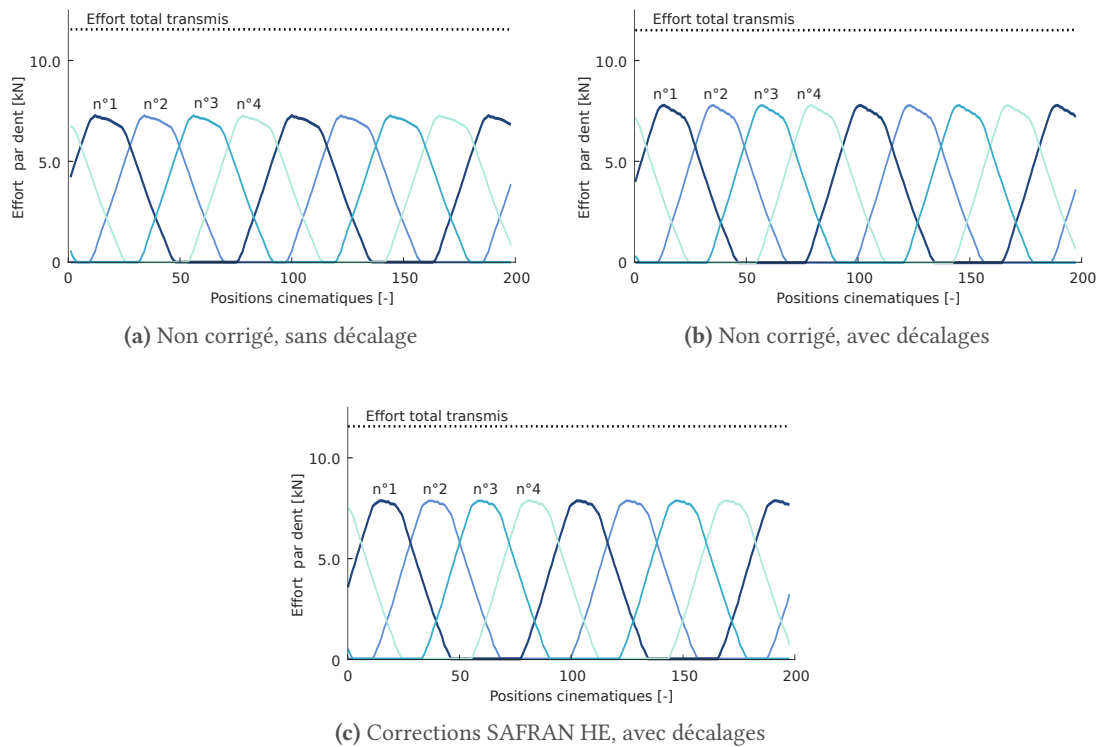 Effort total transmis
10.0
n°1 n°2 n°3 n°4
5.0
0
Effort par dent [kN]
0 50 100 150 200
Positions cinematiques [-]
(a) Non corrigé, sans décalage
Effort total transmis
10.0
n°1 n°2 n°3 n°4
5.0
0
Effort par dent [kN]
0 50 100 150 200
Positions cinematiques [-]
(b) Non corrigé, avec décalages
Effort total transmis
10.0
n°1 n°2 n°3 n°4
5.0
0
Effort par dent [kN]
0 50 100 150 200
Positions cinematiques [-]
(c) Corrections SAFRAN HE, avec décalages